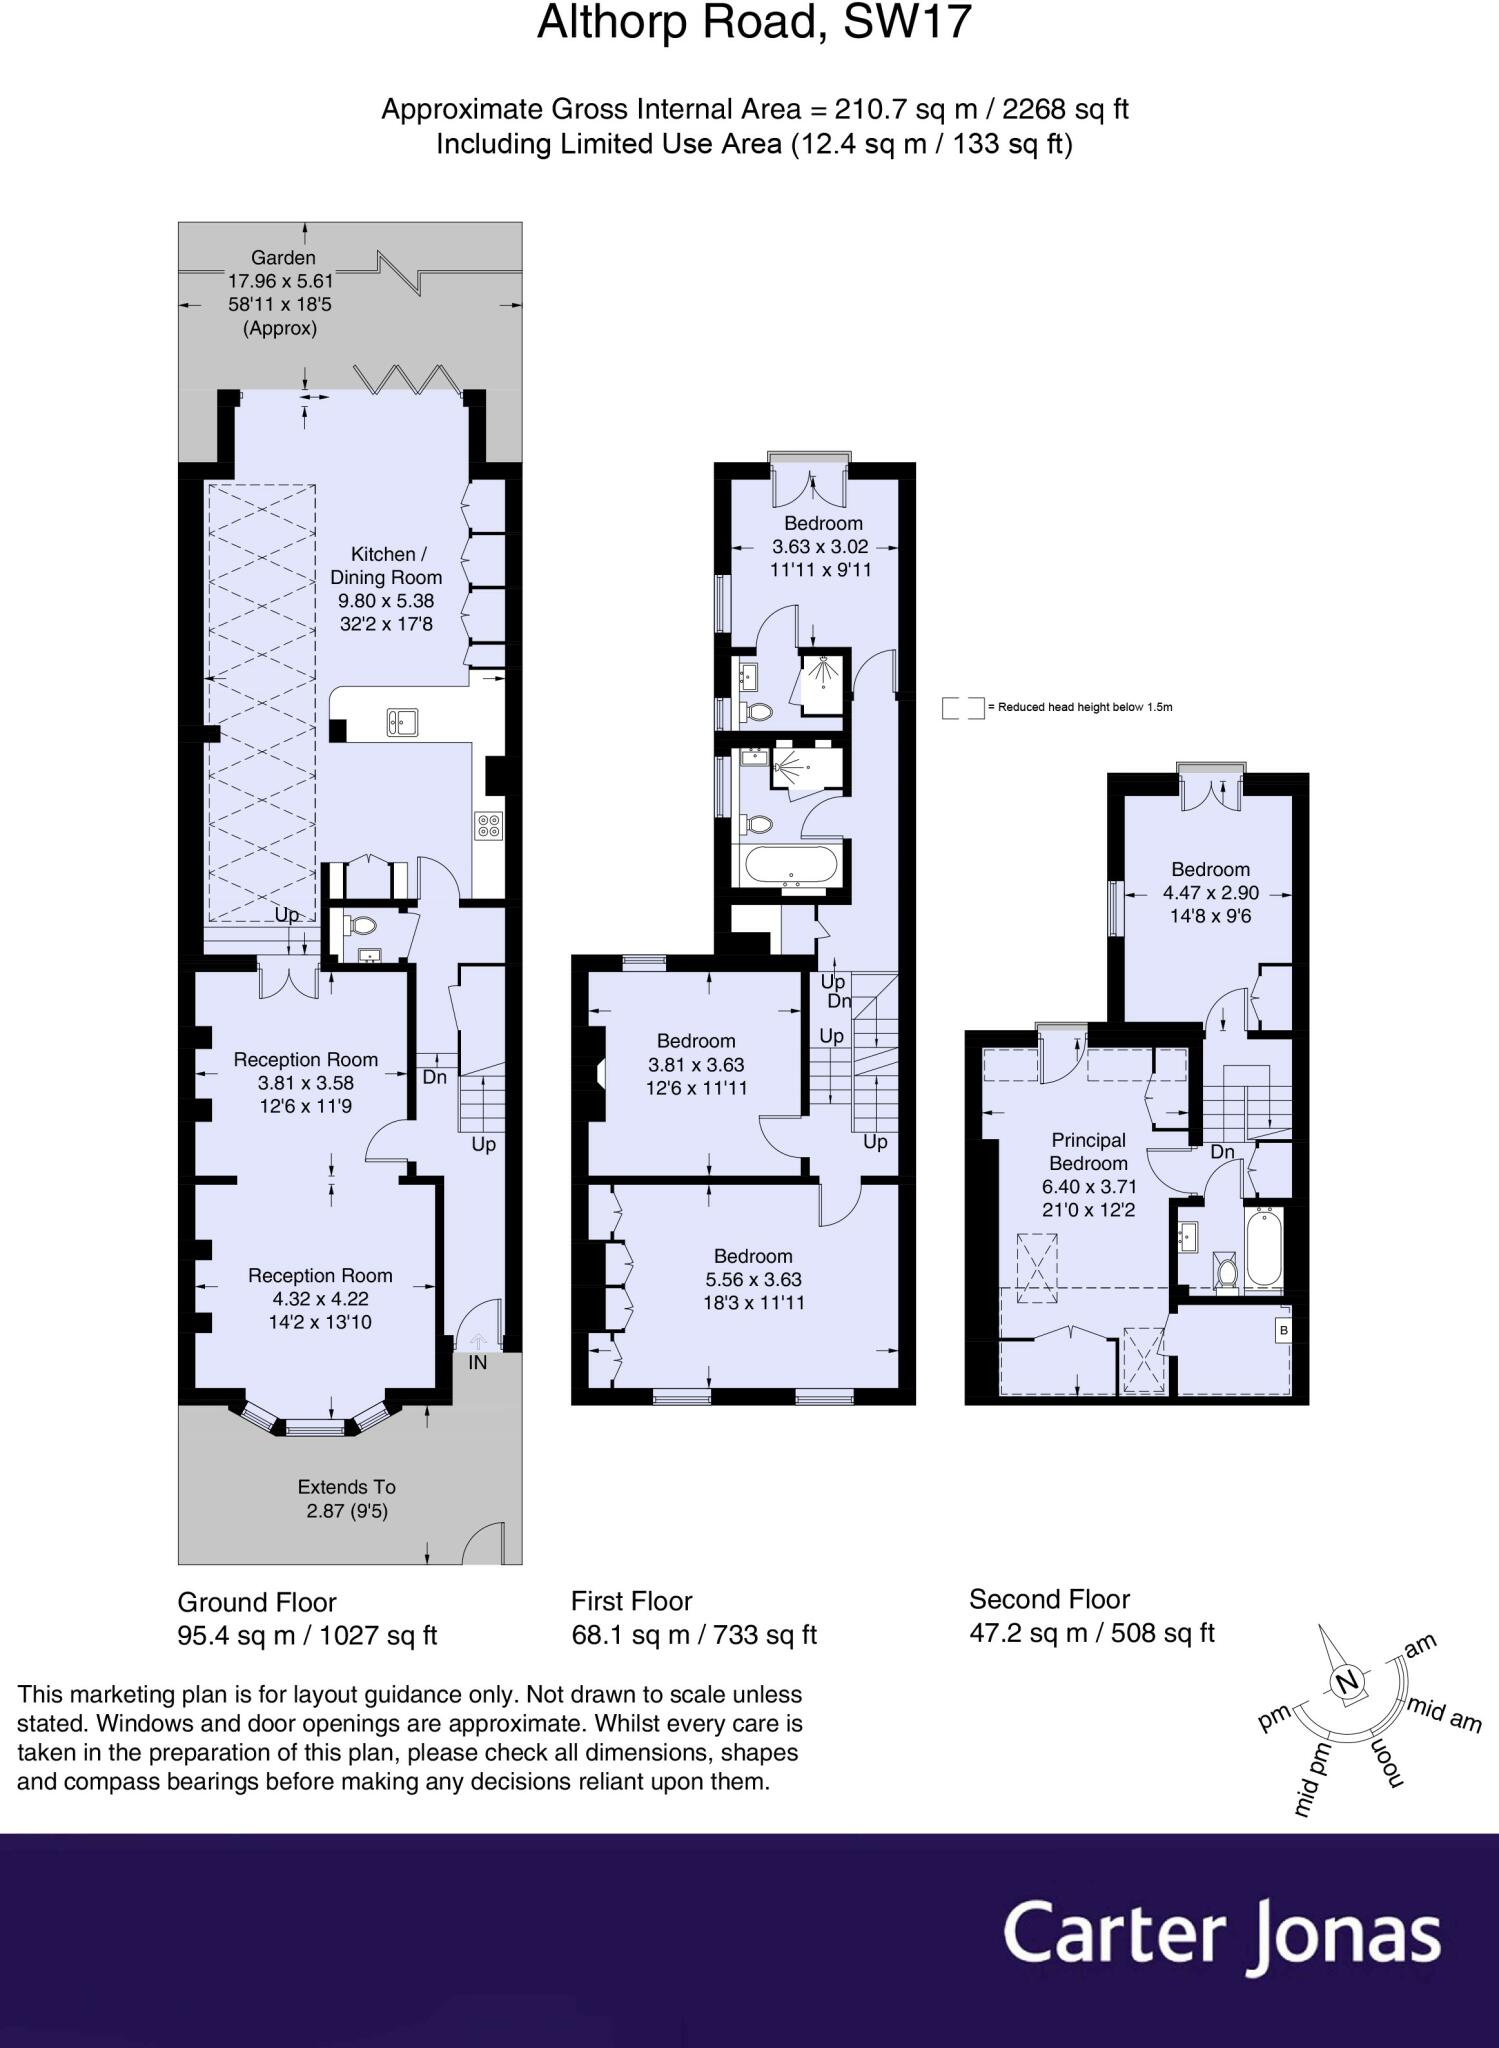 Althorp Road, SW17
Approximate Gross Internal Area = 210.7 sq m / 2268 sq ft
Including Limited Use Area (12.4 sq m / 133 sq ft)
Garden
17.96 x 5.61
58'11 x 18'5
(Approx)
Kitchen /
Dining Room
9.80 x 5.38
32'2 x 17'8
Up
Reception Room
3.81 x 3.58
12'6 x 11'9
Dn
Up
Reception Room
4.32 x 4.22
14'2 x 13'10
IN
Extends To
2.87 (9'5)
Ground Floor
95.4 sq m / 1027 sq ft
Bedroom
3.63 x 3.02
11'11 x 9'11
Up
Dn
Up
Bedroom
3.81 x 3.63
12'6 x 11'11
Up
Bedroom
5.56 x 3.63
18'3 x 11'11
First Floor
68.1 sq m / 733 sq ft
= Reduced head height below 1.5m
Bedroom
4.47 x 2.90
14'8 x 9'6
Dn
Principal
Bedroom
6.40 x 3.71
21'0 x 12'2
B
Second Floor
47.2 sq m / 508 sq ft
N
am
mid am
noon
mid pm
pm
This marketing plan is for layout guidance only. Not drawn to scale unless
stated. Windows and door openings are approximate. Whilst every care is
taken in the preparation of this plan, please check all dimensions, shapes
and compass bearings before making any decisions reliant upon them.
Carter Jonas